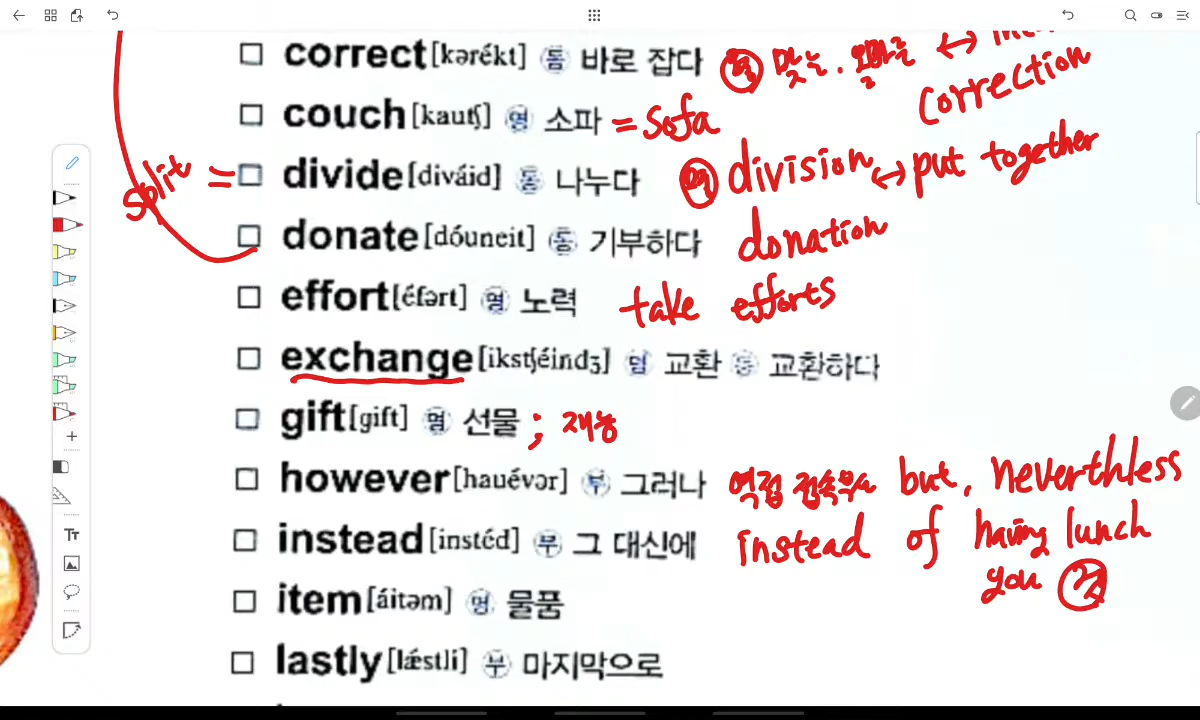 correct[kərékt] 동 바로 잡다 형 맞는. 옳은 ↔
correction
couch[kautʃ] 명 소파 = sofa
split = divide[diváid] 동 나누다 명 division ↔ put together
donate[dóuneit] 동 기부하다 donation
effort[éfərt] 명 노력 take efforts
exchange[ikstʃéindʒ] 명 교환 동 교환하다
gift[gift] 명 선물 ; 재능
however[hauévər] 부 그러나 역접 접속부사 but, nevertheless
instead[instéd] 부 그 대신에 instead of having lunch
you 전
item[áitəm] 명 물품
lastly[lǽstli] 부 마지막으로
Tт